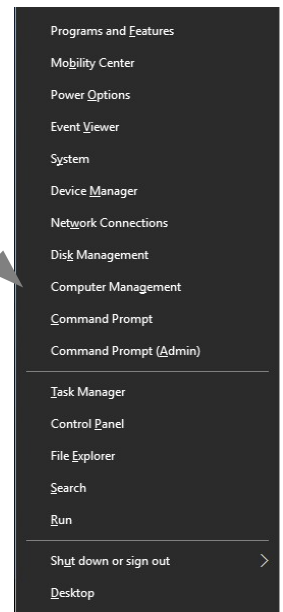 Programs and Features
Mobility Center
Power Options
Event Viewer
System
Device Manager
Network Connections
Disk Management
Computer Management
Command Prompt
Command Prompt (Admin)
Task Manager
Control Panel
File Explorer
Search
Run
Shut down or sign out
Desktop